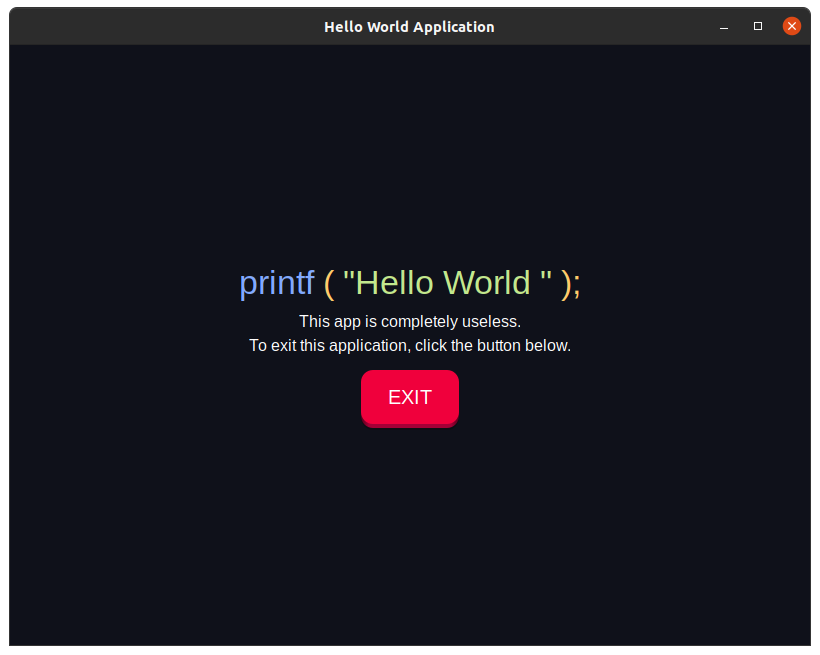 Hello World Application
printf ( "Hello World " );
This app is completely useless.
To exit this application, click the button below.
EXIT